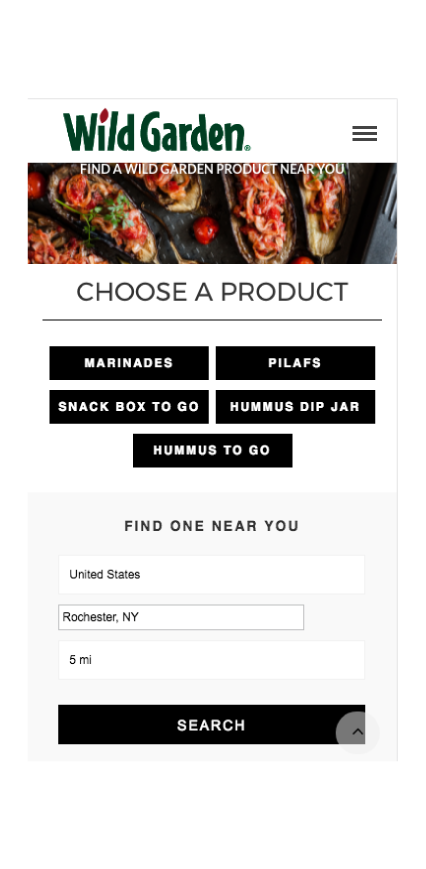 Wild Garden®
FIND A WILD GARDEN PRODUCT NEAR YOU
CHOOSE A PRODUCT
MARINADES
PILAFS
SNACK BOX TO GO
HUMMUS DIP JAR
HUMMUS TO GO
FIND ONE NEAR YOU
United States
Rochester, NY
5 mi
SEARCH